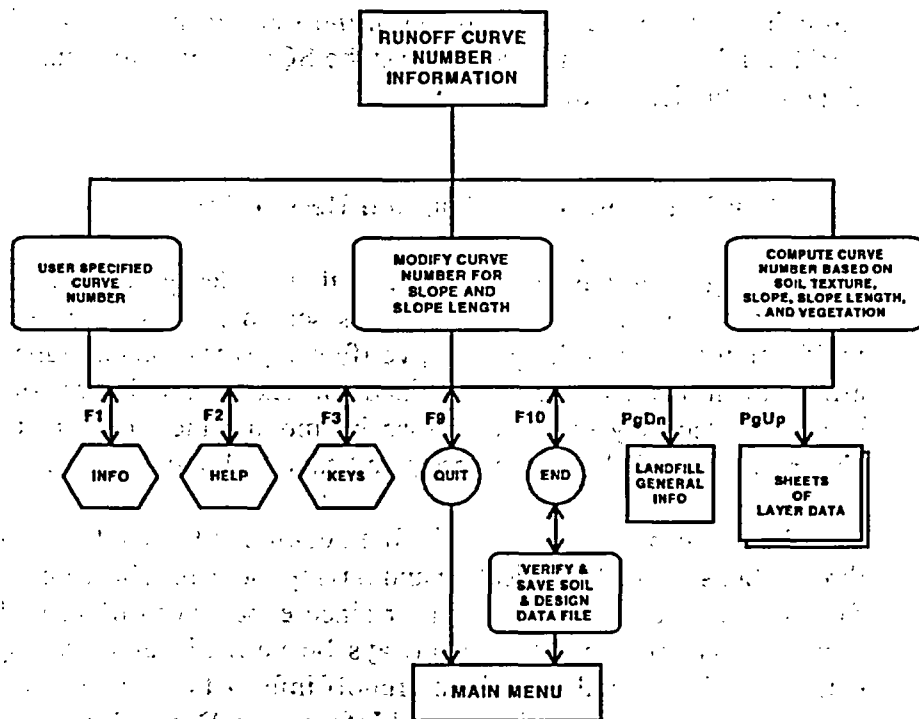 RUNOFF CURVE
NUMBER
INFORMATION
USER SPECIFIED
CURVE
NUMBER
MODIFY CURVE
NUMBER FOR
SLOPE AND
SLOPE LENGTH
COMPUTE CURVE
NUMBER BASED ON
SOIL TEXTURE,
SLOPE, SLOPE LENGTH,
AND VEGETATION
F1
F2
F3
F9
F10
PgDn
PgUp
INFO
HELP
KEYS
QUIT
END
LANDFILL
GENERAL
INFO
SHEETS
OF
LAYER DATA
VERIFY &
SAVE SOIL
& DESIGN
DATA FILE
MAIN MENU